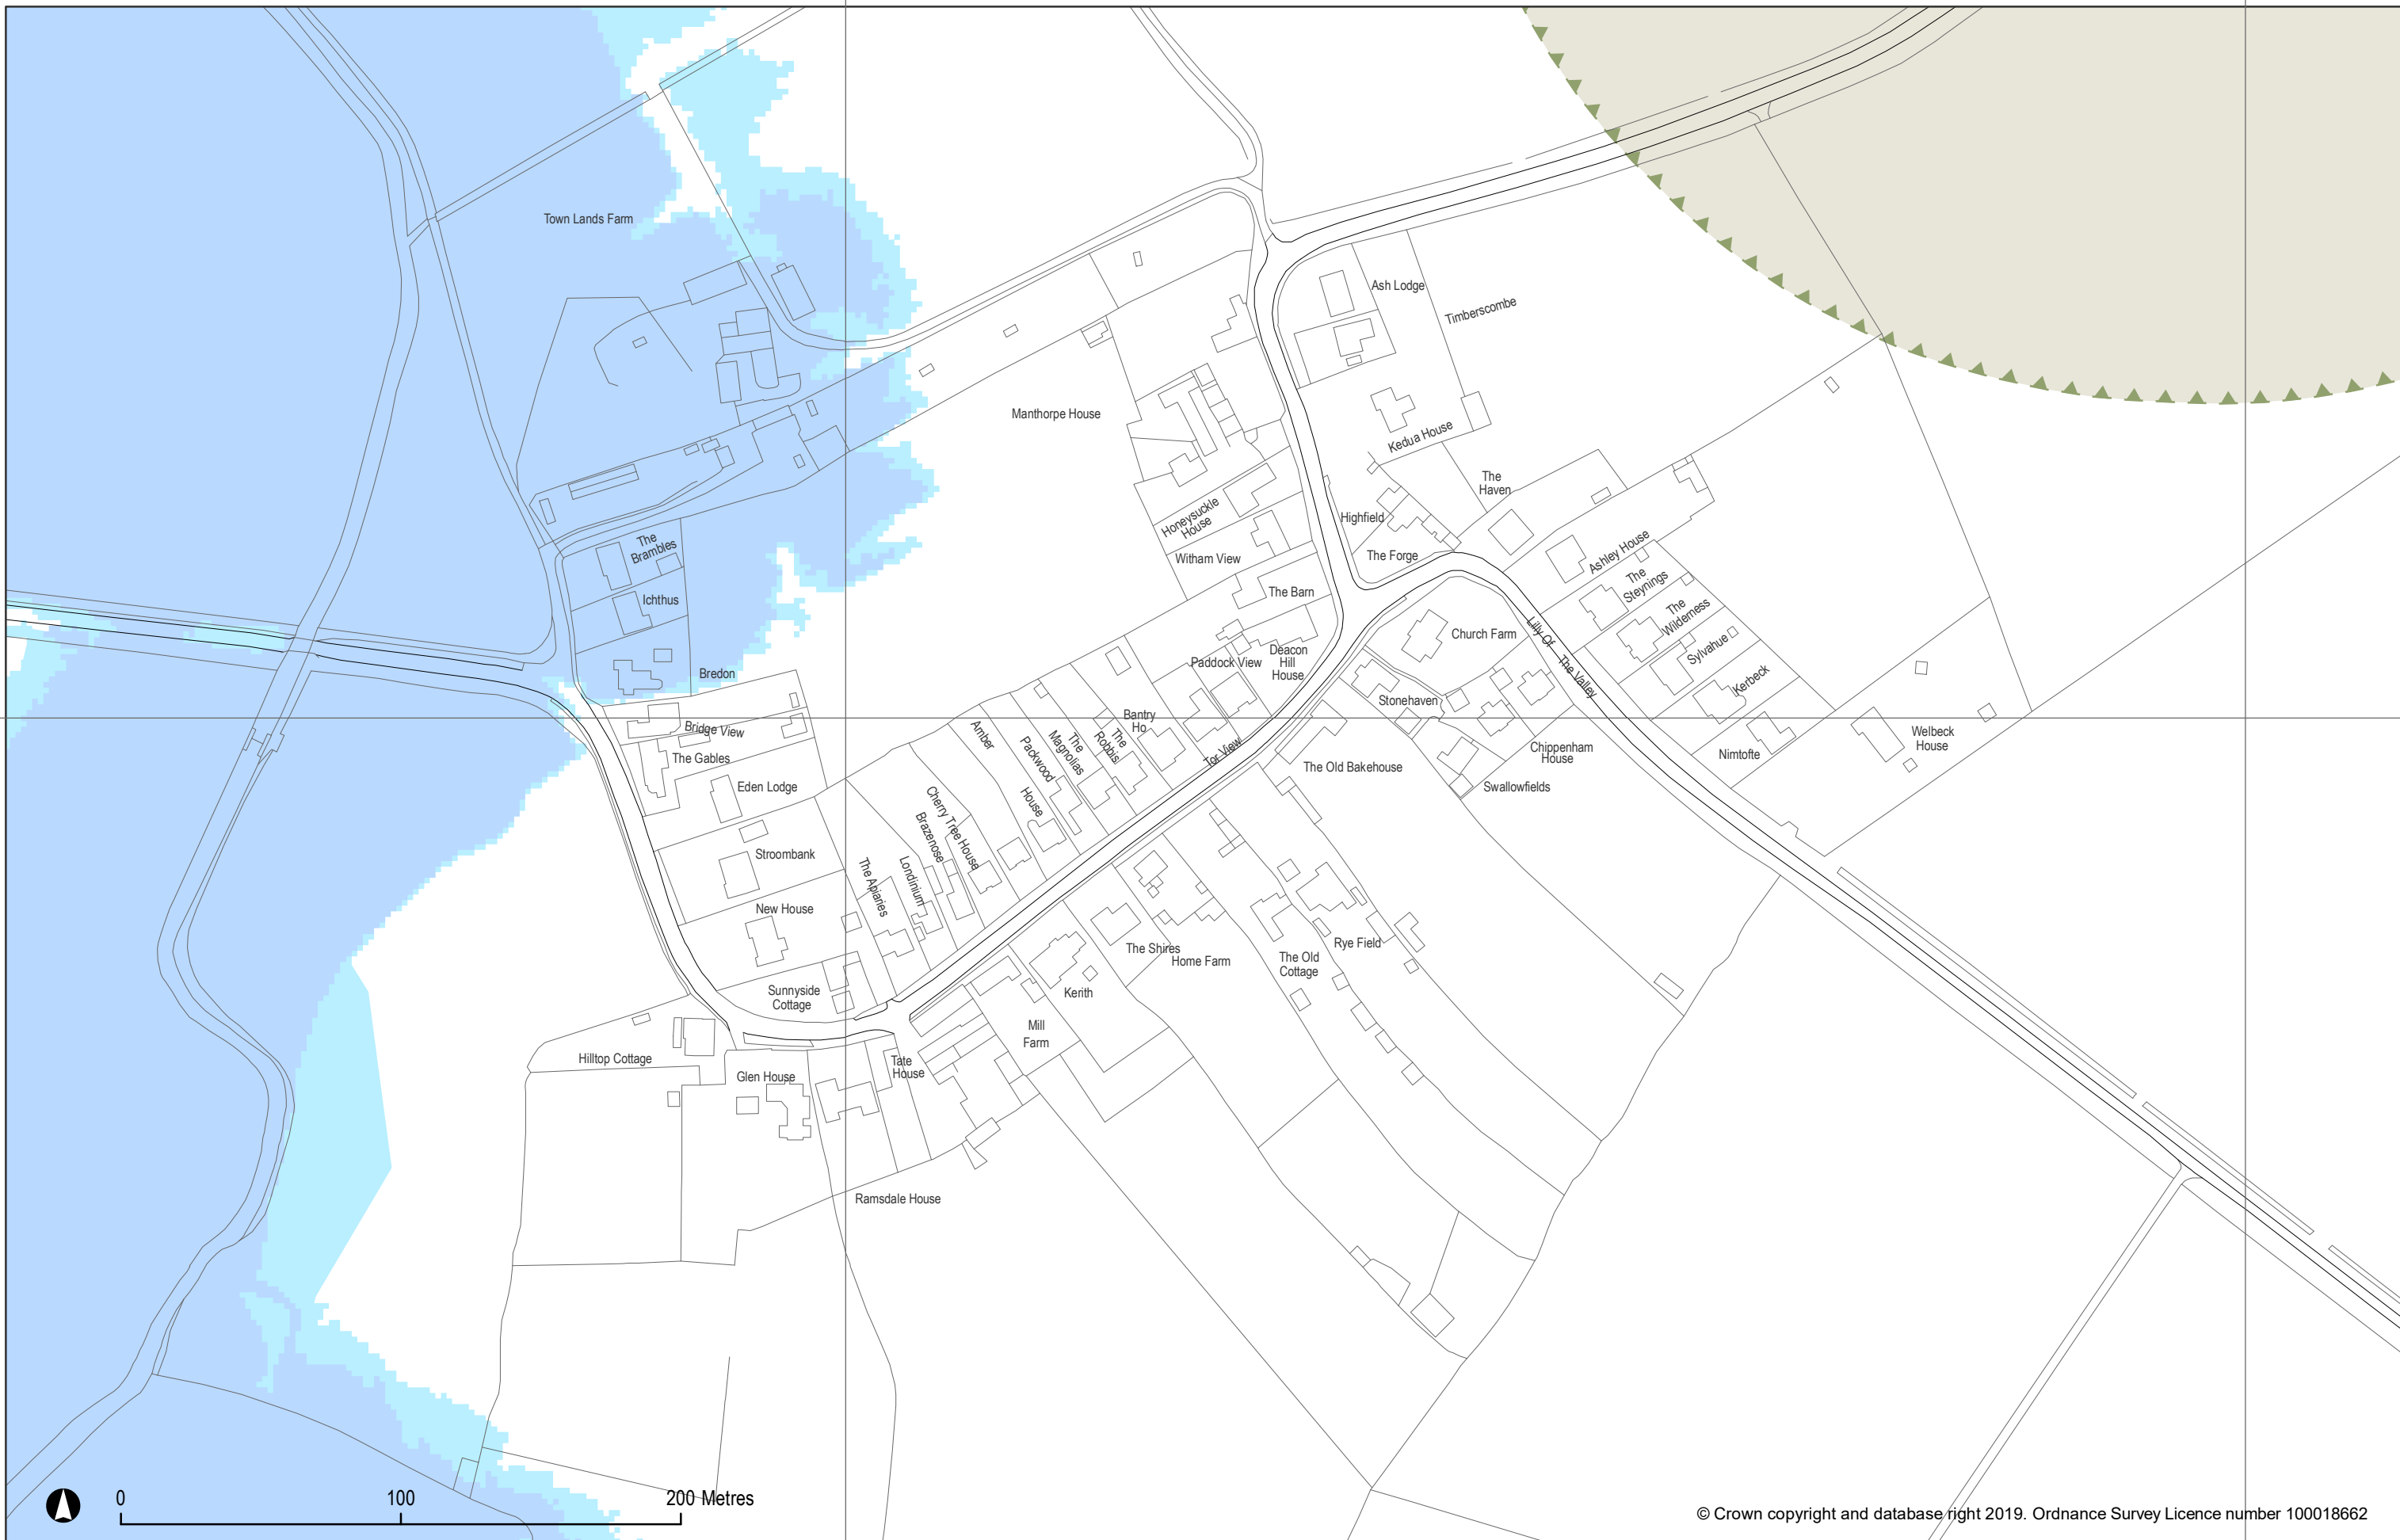 Town Lands Farm
Ash Lodge
Timberscombe
Manthorpe House
Kedua House
The
Haven
Honeysuckle
House
Highfield
The
Brambles
Witham View
The Forge
Ashley House
The
Steynings
Ichthus
The Barn
The
Wilderness
Lilly Of
The Valley
Church Farm
Sylvahue
Bredon
Paddock View
Deacon
Hill
House
Kerbeck
Stonehaven
Bridge View
Amber
Bantry
Ho
The
Robbis
The
Magnolias
Packwood
House
Tor View
The Gables
Chippenham
House
Nimtofte
Welbeck
House
The Old Bakehouse
Eden Lodge
Swallowfields
Cherry Tree House
Brazenose
Stroombank
Londinium
The Apiaries
New House
The Shires
Home Farm
Rye Field
The Old
Cottage
Sunnyside
Cottage
Kerith
Mill
Farm
Hilltop Cottage
Tate
House
Glen House
Ramsdale House
0
100
200 Metres
© Crown copyright and database right 2019. Ordnance Survey Licence number 100018662